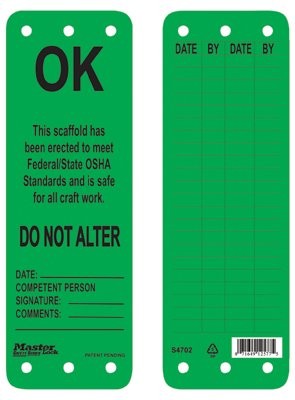 OK
This scaffold has
been erected to meet
Federal/State OSHA
Standards and is safe
for all craft work.
DO NOT ALTER
DATE:
COMPETENT PERSON
SIGNATURE:
COMMENTS:
Master Lock
PATENT PENDING
DATE BY DATE BY
S4702